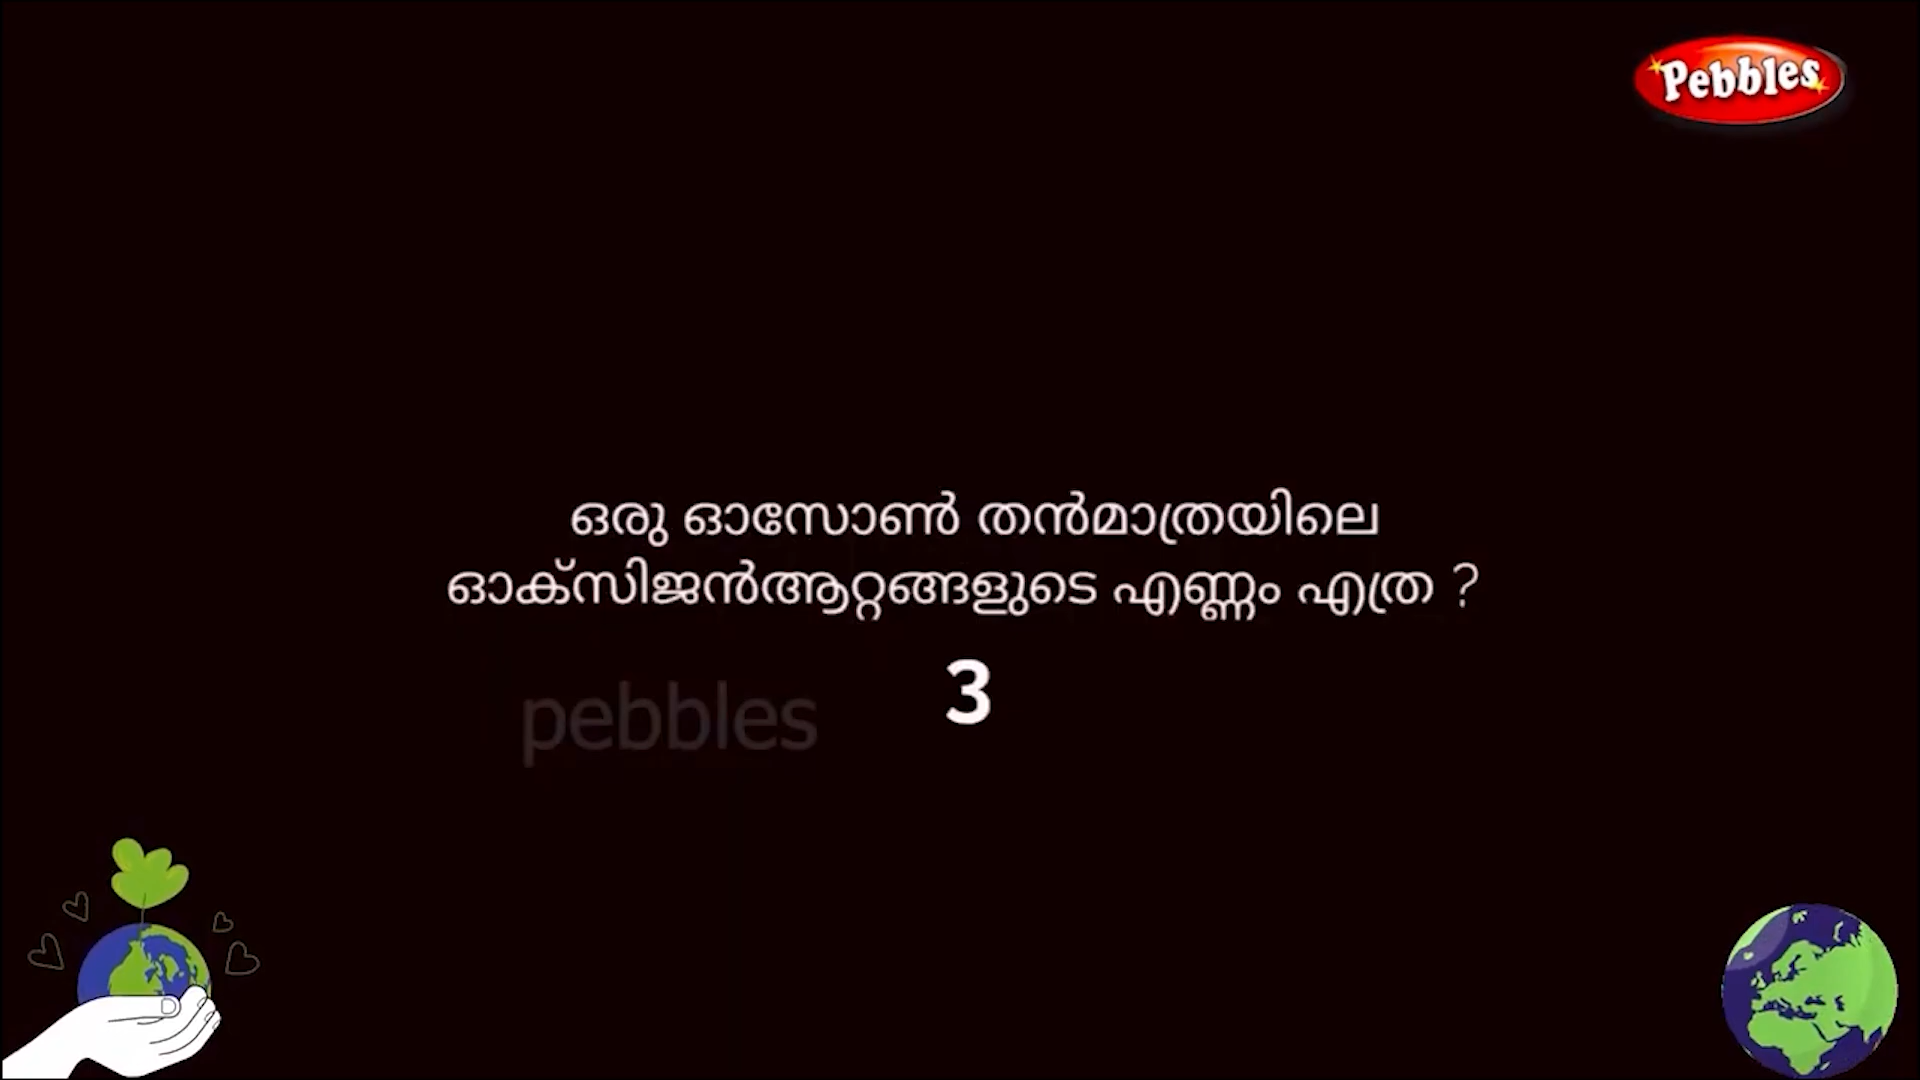 Pebbles
ഒരു ഓസോൺ തൻമാത്രയിലെ
ഓക്സിജൻആറ്റങ്ങളുടെ എണ്ണം എത്ര ?
3
pebbles